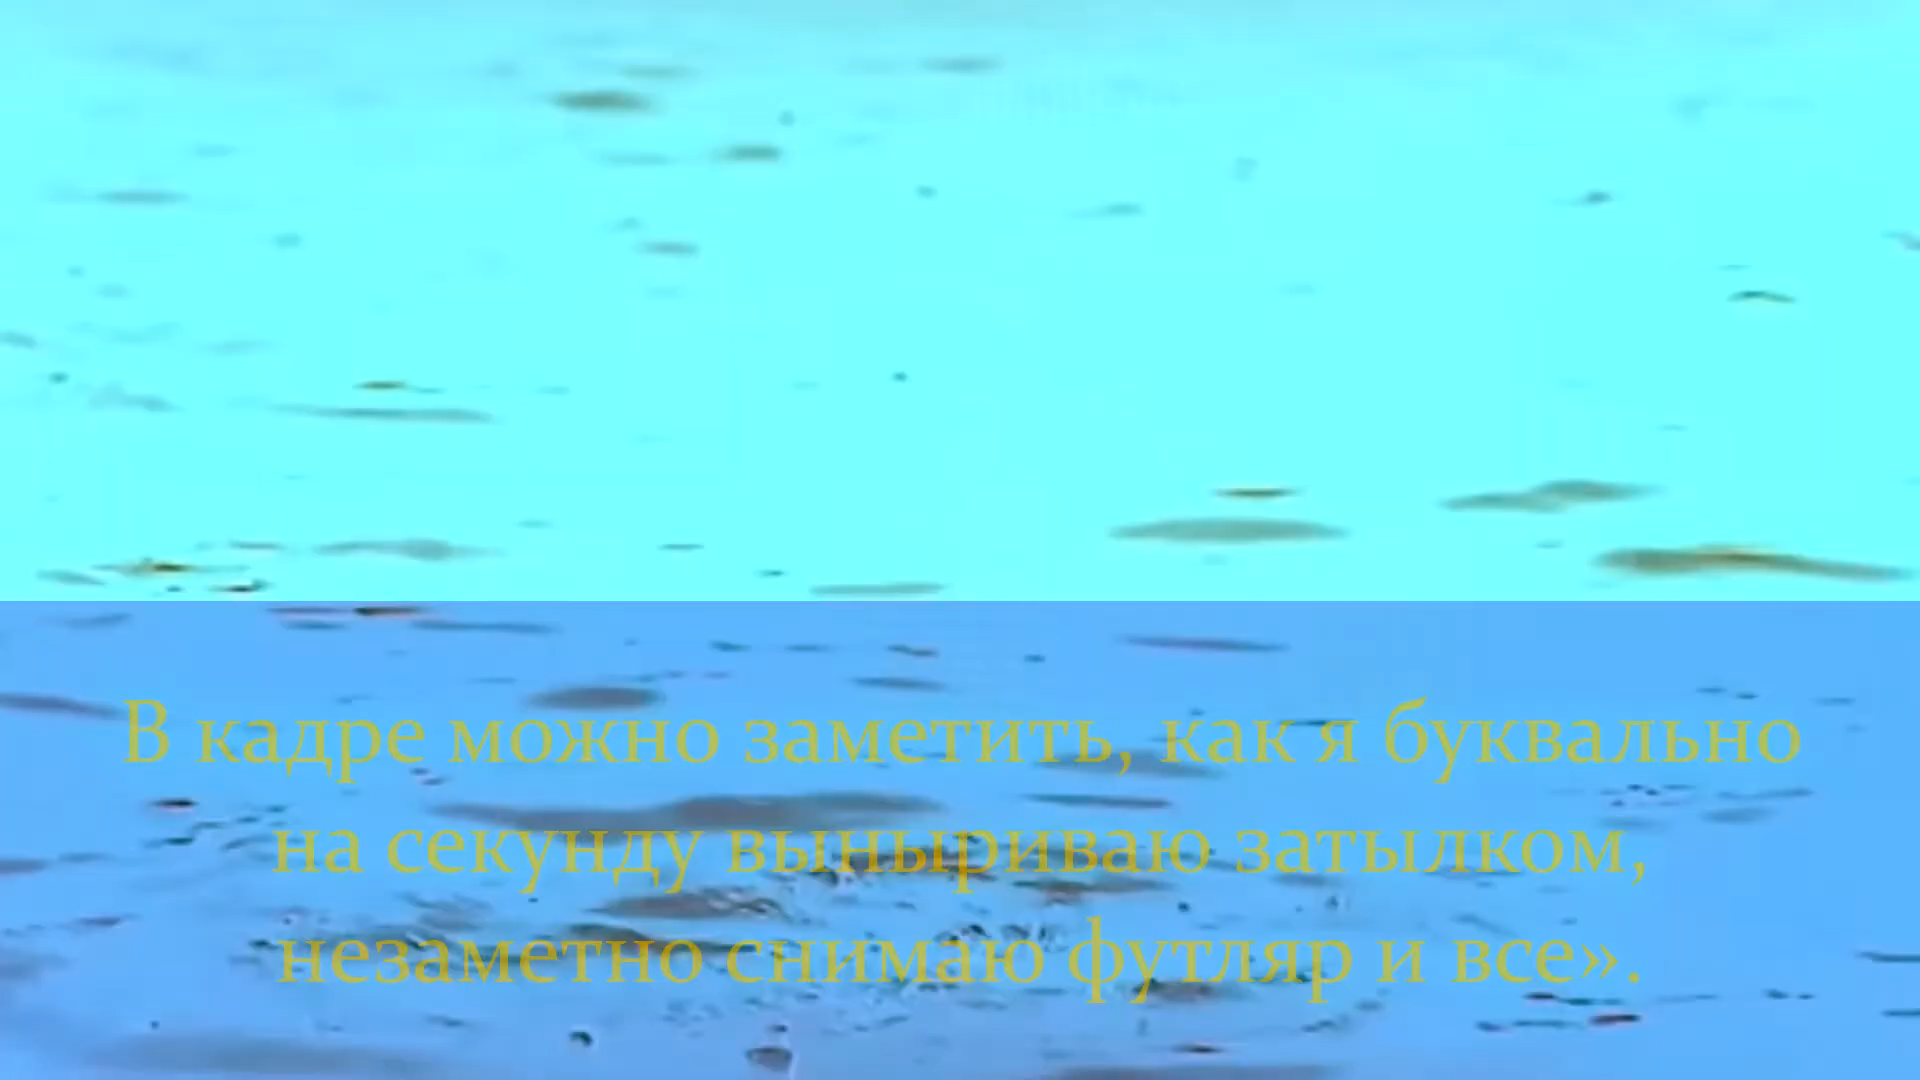 В кадре можно заметить, как я буквально
на секунду выныриваю затылком,
незаметно снимаю футляр и все».